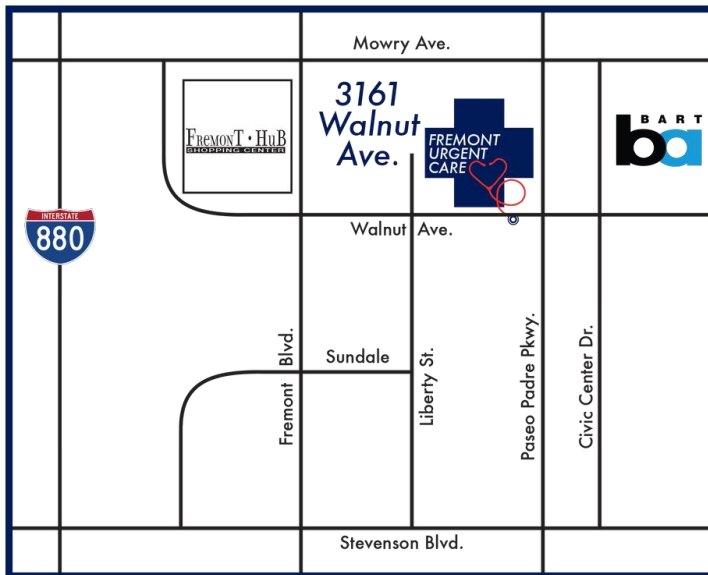 Mowry Ave.
3161
Walnut
Ave.
FREMONT
URGENT
CARE
FREMONT • HUB
SHOPPING CENTER
BART
ba
INTERSTATE
880
Walnut Ave.
Sundale
Fremont Blvd.
Liberty St.
Paseo Padre Pkwy.
Civic Center Dr.
Stevenson Blvd.